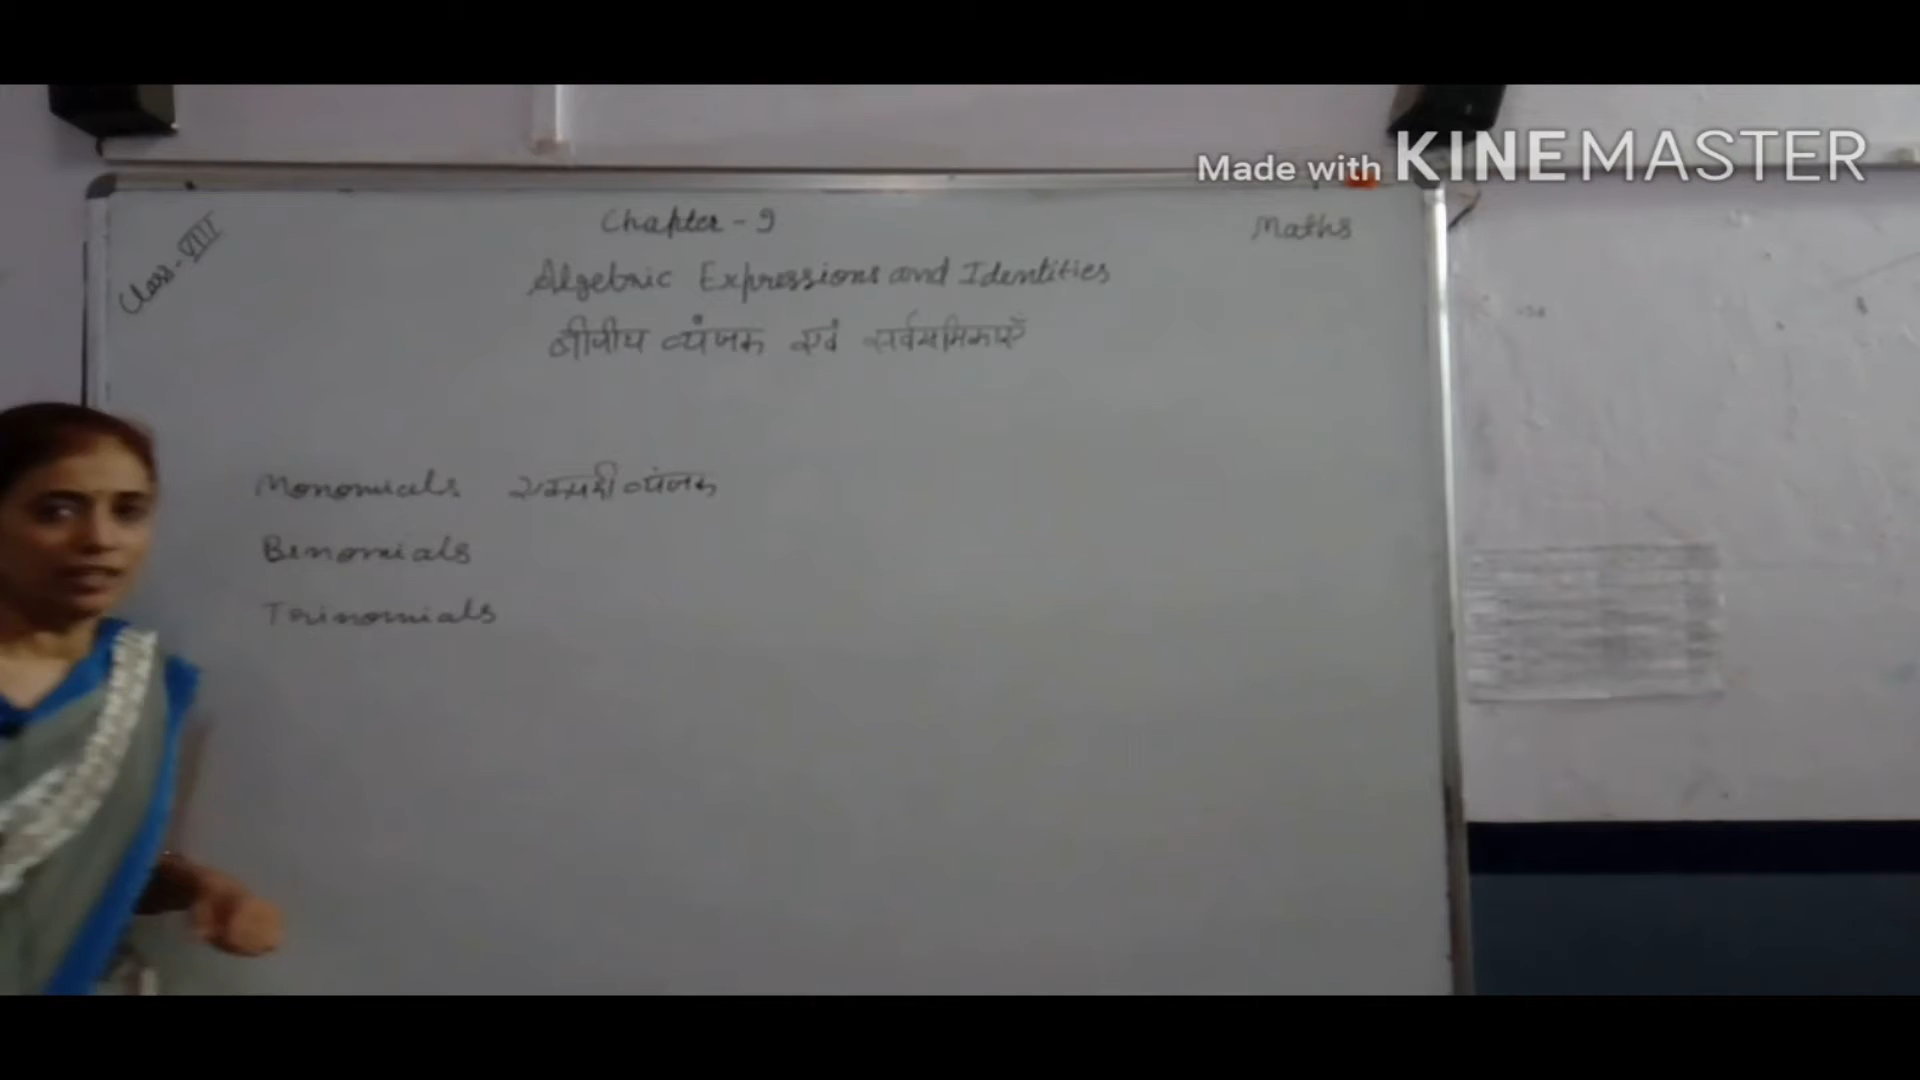 Made with KINEMASTER
Class-VIII
Chapter - 9
Maths
Algebric Expressions and Identities
बीजीय व्यंजक एवं सर्वसमिकाएँ
Monomials एकपदी व्यंजक
Binomials
Trinomials